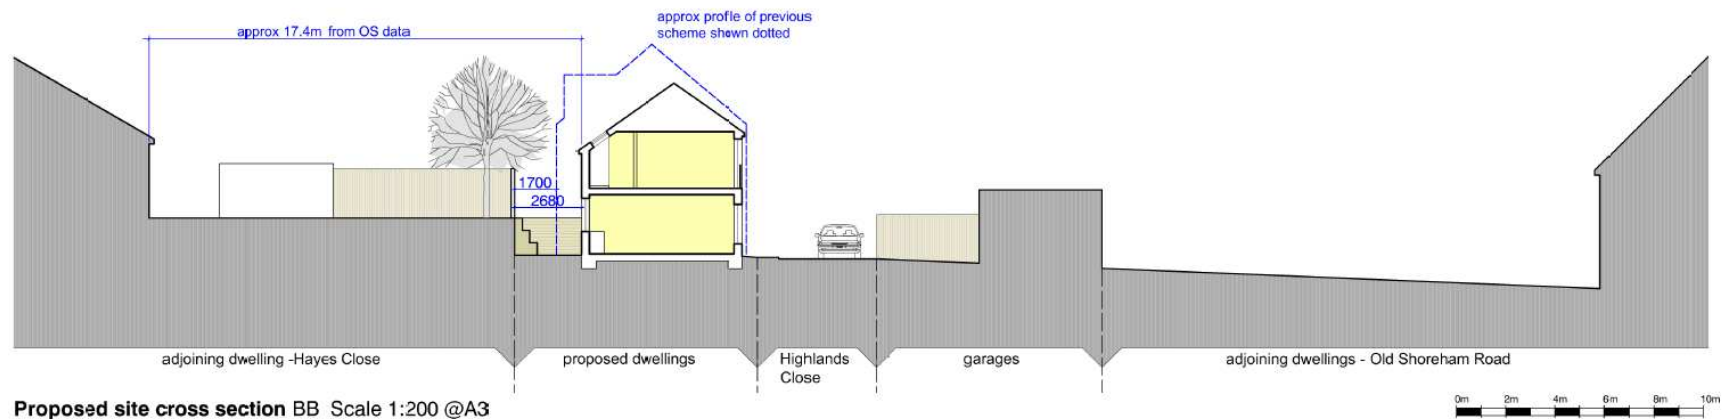 approx profile of previous
scheme shown dotted
approx 17.4m from OS data
1700
2680
adjoining dwelling -Hayes Close
proposed dwellings
Highlands
Close
garages
adjoining dwellings - Old Shoreham Road
Proposed site cross section BB Scale 1:200 @A3
0m 2m 4m 6m 8m 10m